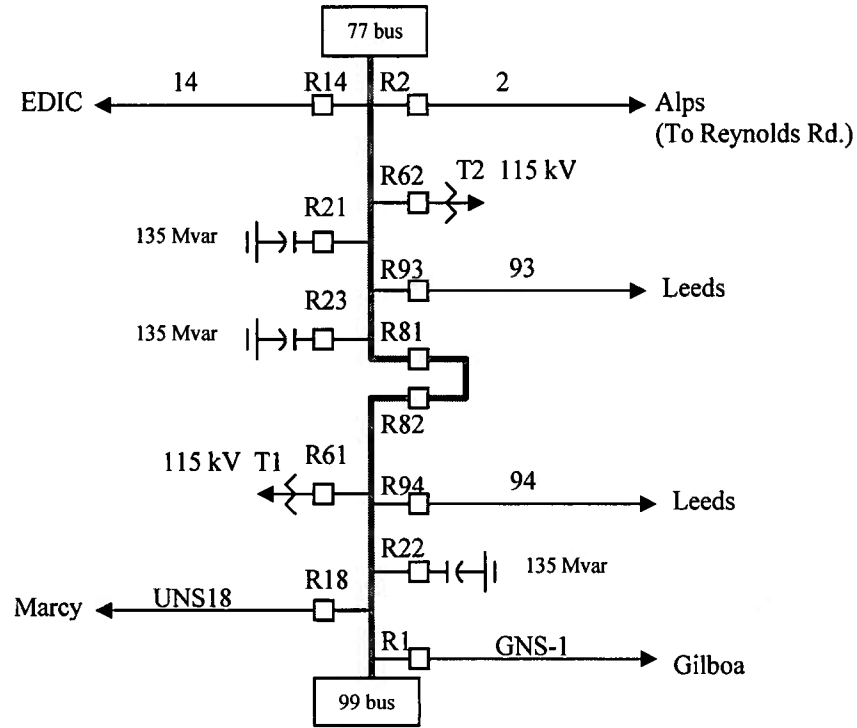 77 bus
14 R14 R2 2
EDIC Alps
(To Reynolds Rd.)
R62 T2 115 kV
R21
135 Mvar
R93 93
Leeds
R23
135 Mvar R81
R82
115 kV T1 R61
R94 94
Leeds
R22
135 Mvar
R18
Marcy UNS18
R1 GNS-1
Gilboa
99 bus